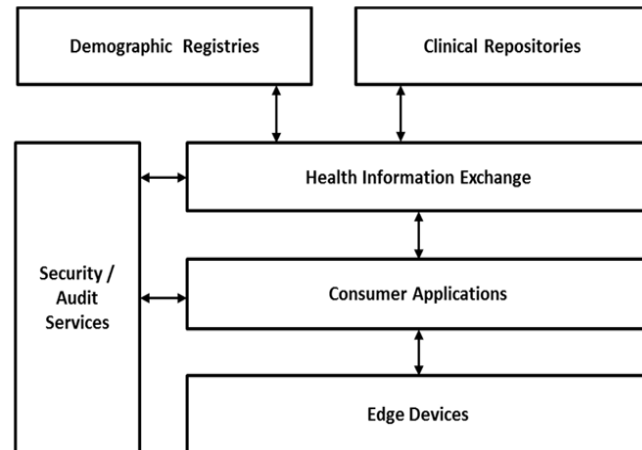 Demographic Registries
Clinical Repositories
Health Information Exchange
Security /
Audit
Services
Consumer Applications
Edge Devices